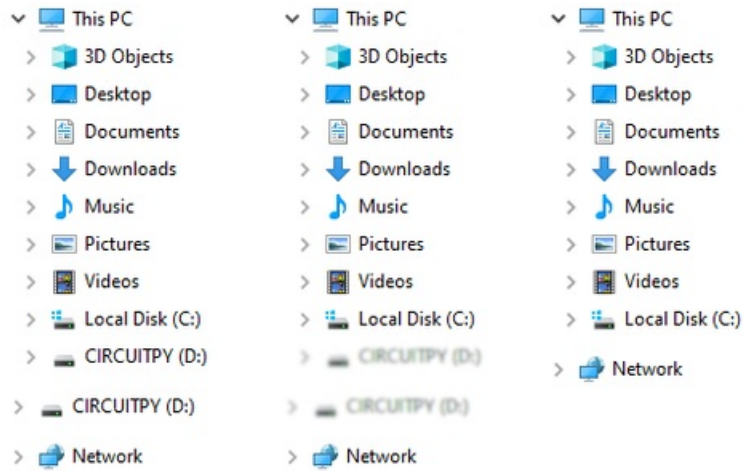 This PC
3D Objects
Desktop
Documents
Downloads
Music
Pictures
Videos
Local Disk (C:)
CIRCUITPY (D:)
CIRCUITPY (D:)
Network
This PC
3D Objects
Desktop
Documents
Downloads
Music
Pictures
Videos
Local Disk (C:)
CIRCUITPY (D:)
CIRCUITPY (D:)
Network
This PC
3D Objects
Desktop
Documents
Downloads
Music
Pictures
Videos
Local Disk (C:)
Network